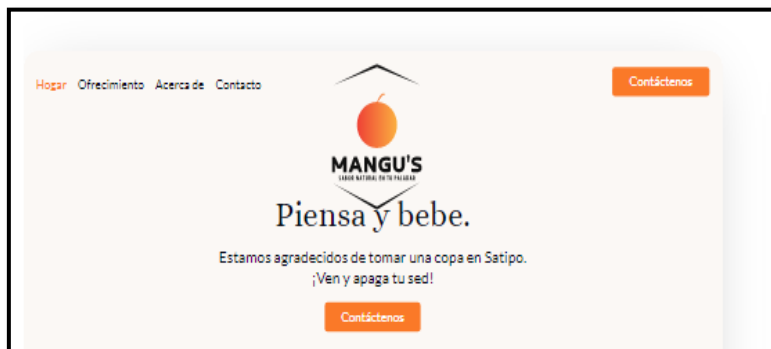 Hogar Ofrecimiento Acerca de Contacto
Contáctenos
MANGU'S
SABOR NATURAL EN TU PALADAR
Piensa y bebe.
Estamos agradecidos de tomar una copa en Satipo.
¡Ven y apaga tu sed!
Contáctenos